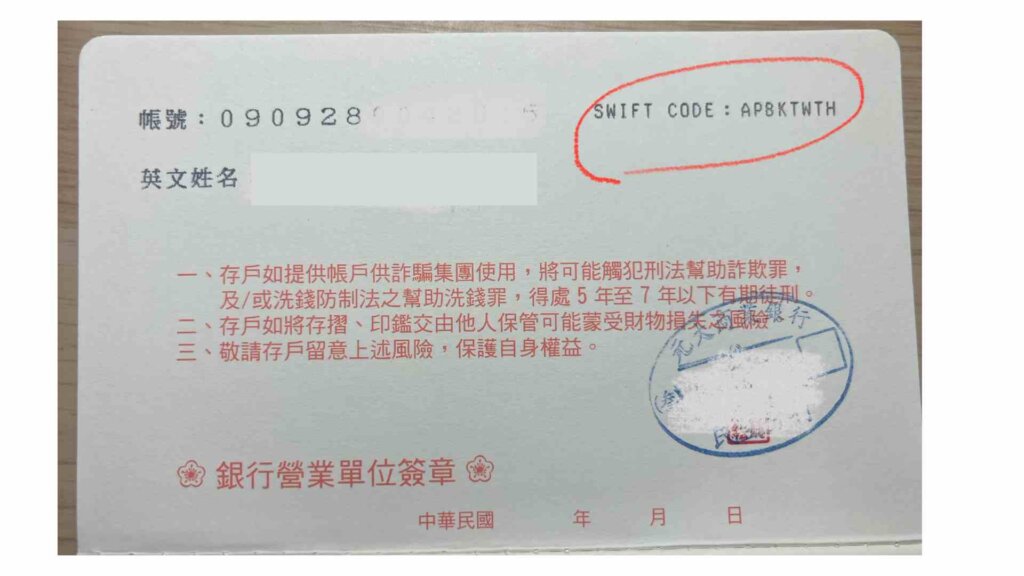 帳號：090928
SWIFT CODE：APBKTWTH
英文姓名
一、存戶如提供帳戶供詐騙集團使用，將可能觸犯刑法幫助詐欺罪，
及/或洗錢防制法之幫助洗錢罪，得處 5 年至 7 年以下有期徒刑。
二、存戶如將存摺、印鑑交由他人保管可能蒙受財物損失之風險
三、敬請存戶留意上述風險，保護自身權益。
元大商業銀行
銀行營業單位簽章
中華民國 年 月 日